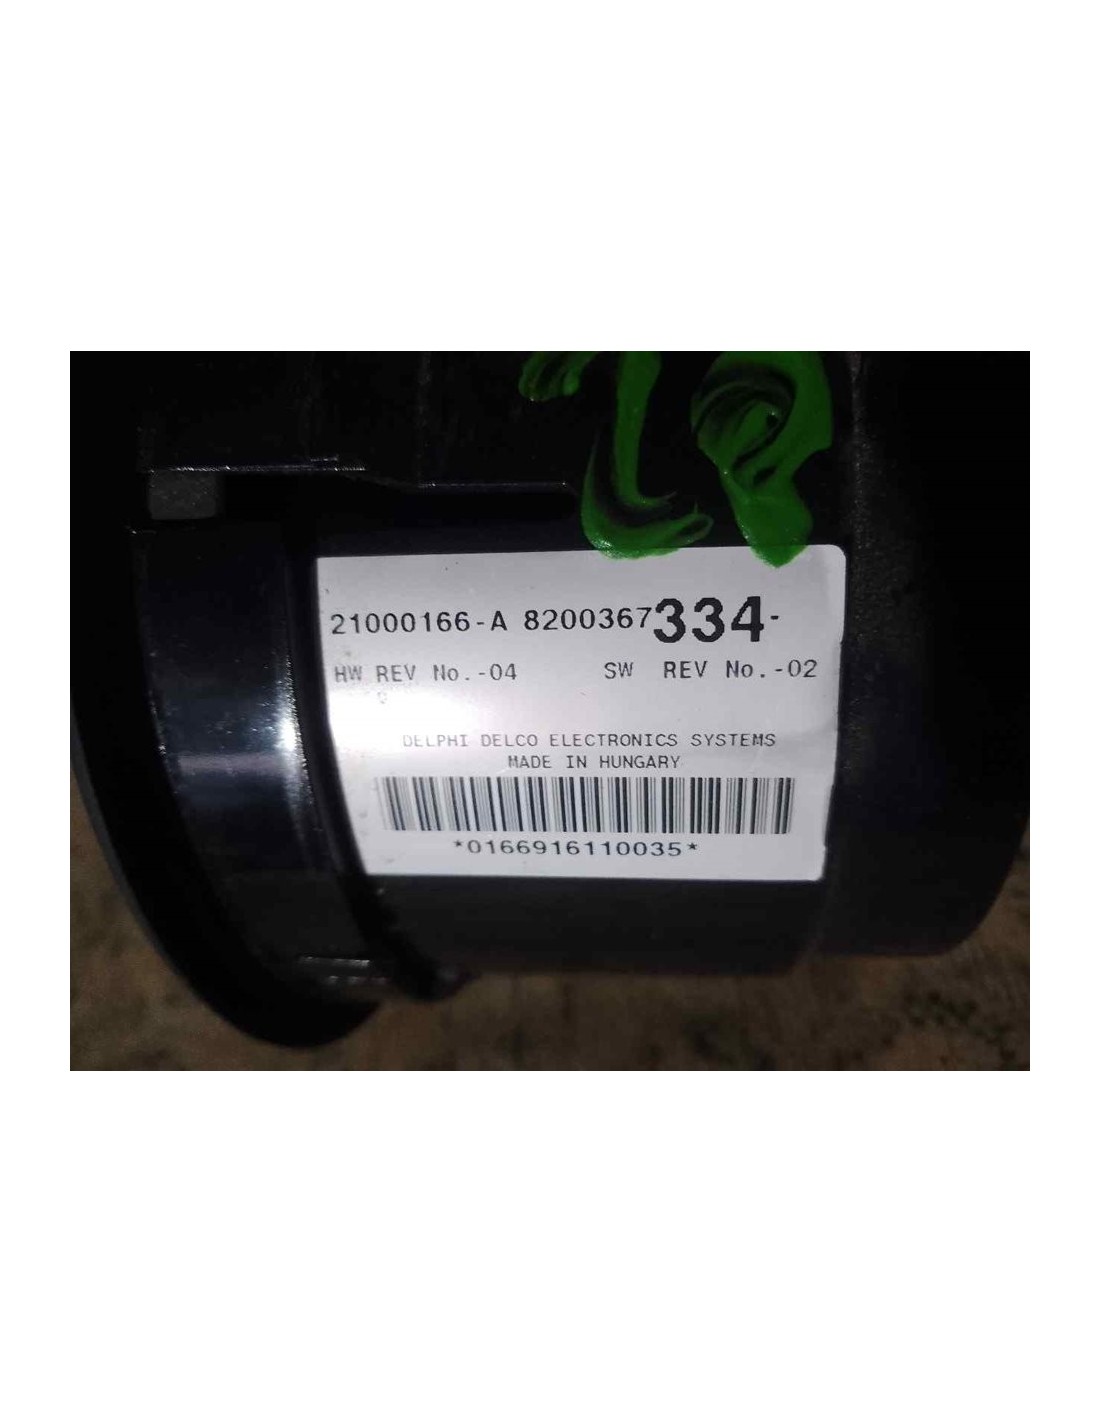 21000166-A 8200367334-
HW REV No.-04 SW REV No.-02
DELPHI DELCO ELECTRONICS SYSTEMS
MADE IN HUNGARY
*0166916110035*